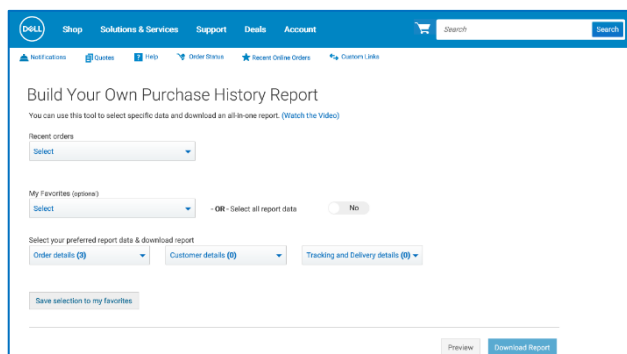 DELL Shop Solutions & Services Support Deals Account Search Search
Notifications Quotes ? Help Order Status Recent Online Orders Custom Links
Build Your Own Purchase History Report
You can use this tool to select specific data and download an all-in-one report. (Watch the Video)
Recent orders
Select
My Favorites (optional)
Select - OR - Select all report data No
Select your preferred report data & download report
Order details (3) Customer details (0) Tracking and Delivery details (0)
Save selection to my favorites
Preview Download Report